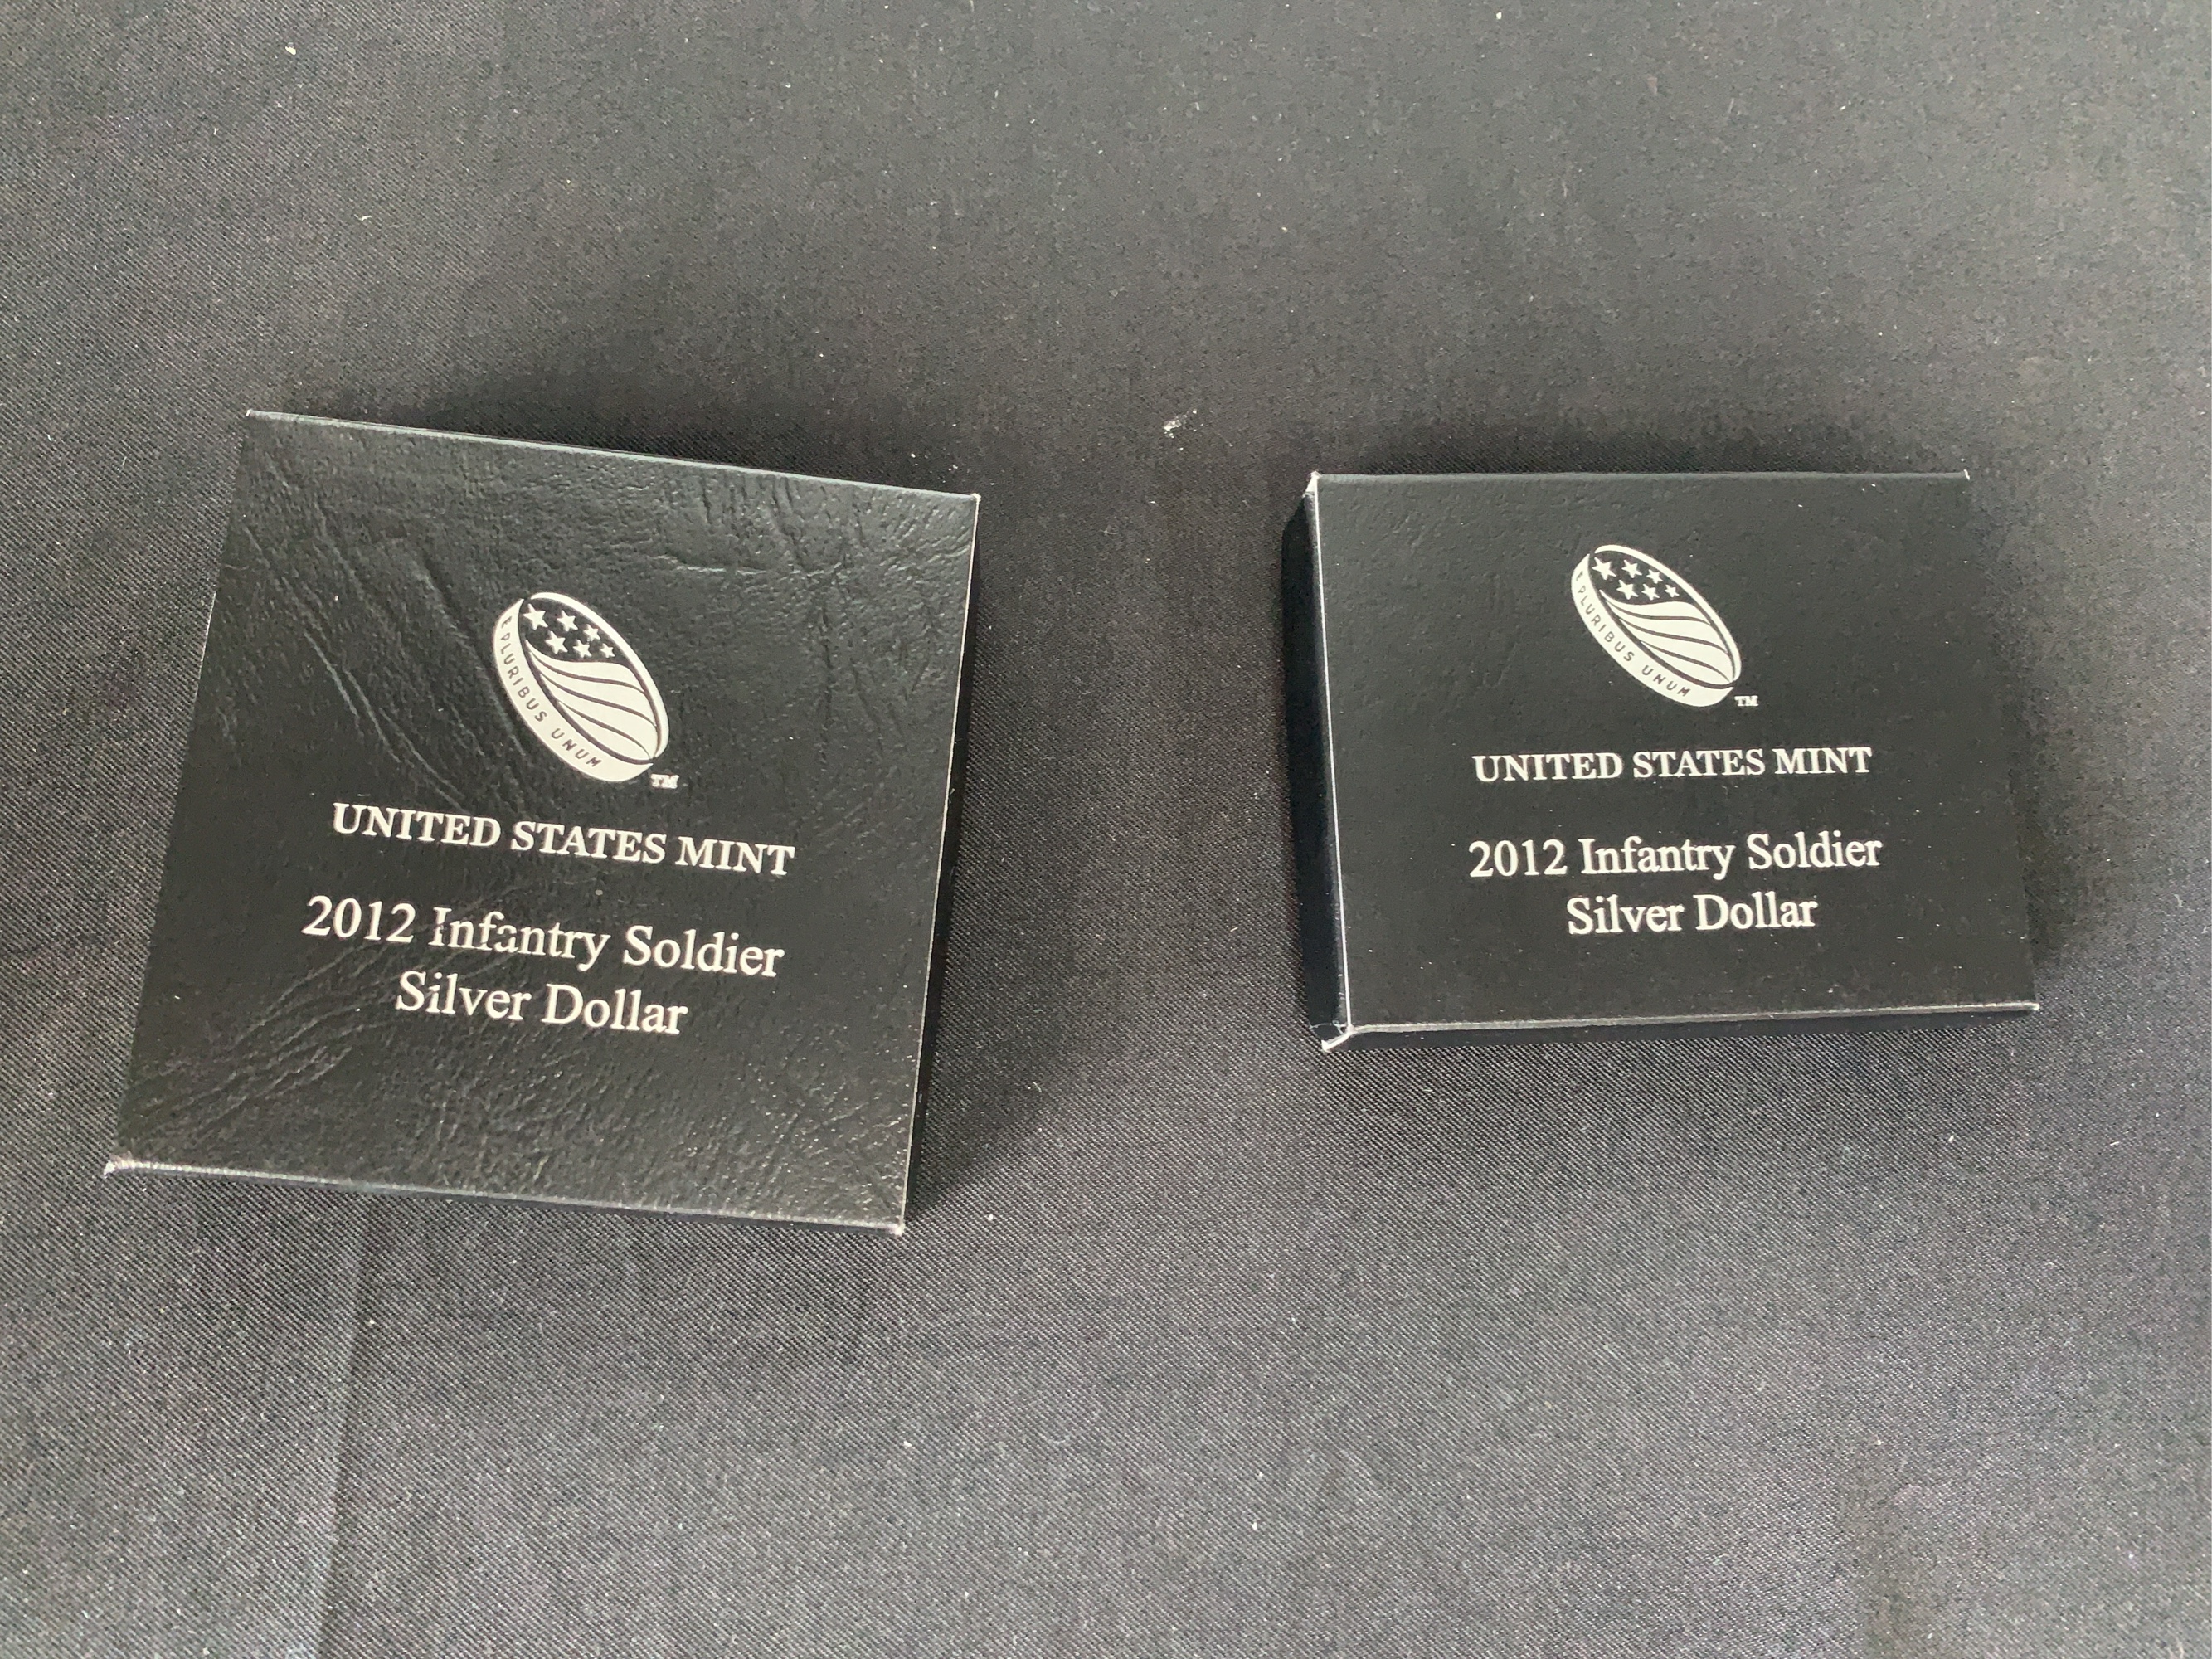 E PLURIBUS UNUM
TM
UNITED STATES MINT
2012 Infantry Soldier
Silver Dollar
E PLURIBUS UNUM
TM
UNITED STATES MINT
2012 Infantry Soldier
Silver Dollar